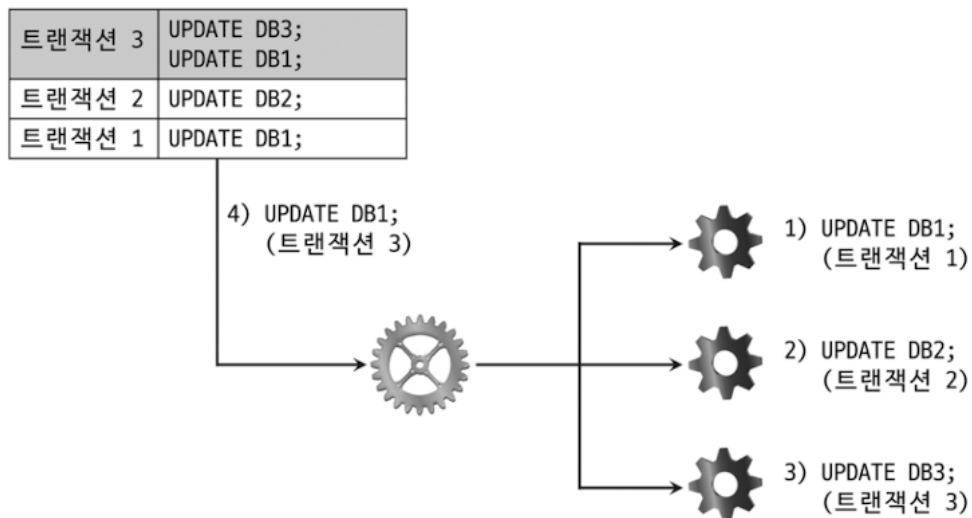 트랜잭션 3
UPDATE DB3;
UPDATE DB1;
트랜잭션 2
UPDATE DB2;
트랜잭션 1
UPDATE DB1;
4) UPDATE DB1;
(트랜잭션 3)
1) UPDATE DB1;
(트랜잭션 1)
2) UPDATE DB2;
(트랜잭션 2)
3) UPDATE DB3;
(트랜잭션 3)